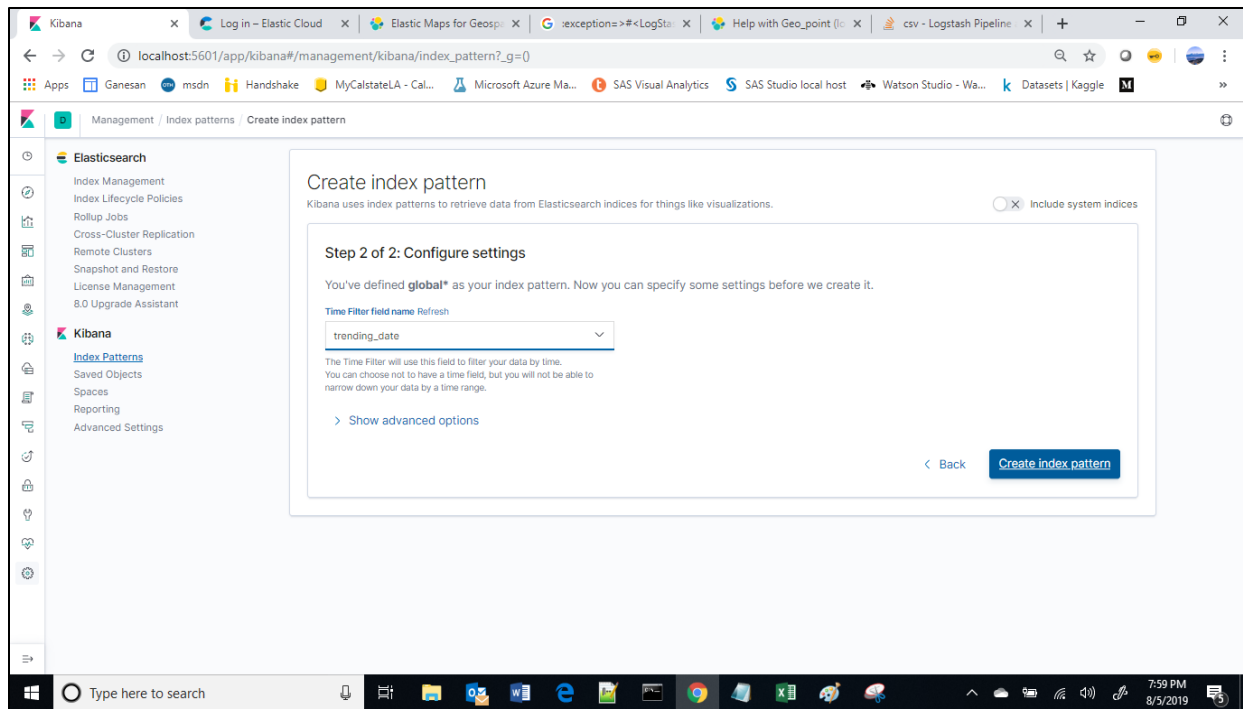 Kibana
Log in – Elastic Cloud
Elastic Maps for Geospa
:exception=>#<LogSta
Help with Geo_point (lo
csv - Logstash Pipeline
localhost:5601/app/kibana#/management/kibana/index_pattern?_g=()
Apps
Ganesan
msdn
Handshake
MyCalstateLA - Cal...
Microsoft Azure Ma...
SAS Visual Analytics
SAS Studio local host
Watson Studio - Wa...
Datasets | Kaggle
M
»
D
Management / Index patterns / Create index pattern
Elasticsearch
Index Management
Index Lifecycle Policies
Rollup Jobs
Cross-Cluster Replication
Remote Clusters
Snapshot and Restore
License Management
8.0 Upgrade Assistant
Kibana
Index Patterns
Saved Objects
Spaces
Reporting
Advanced Settings
Create index pattern
Kibana uses index patterns to retrieve data from Elasticsearch indices for things like visualizations.
Include system indices
Step 2 of 2: Configure settings
You've defined global* as your index pattern. Now you can specify some settings before we create it.
Time Filter field name Refresh
trending_date
The Time Filter will use this field to filter your data by time.
You can choose not to have a time field, but you will not be able to
narrow down your data by a time range.
Show advanced options
Back
Create index pattern
Type here to search
7:59 PM
8/5/2019
5